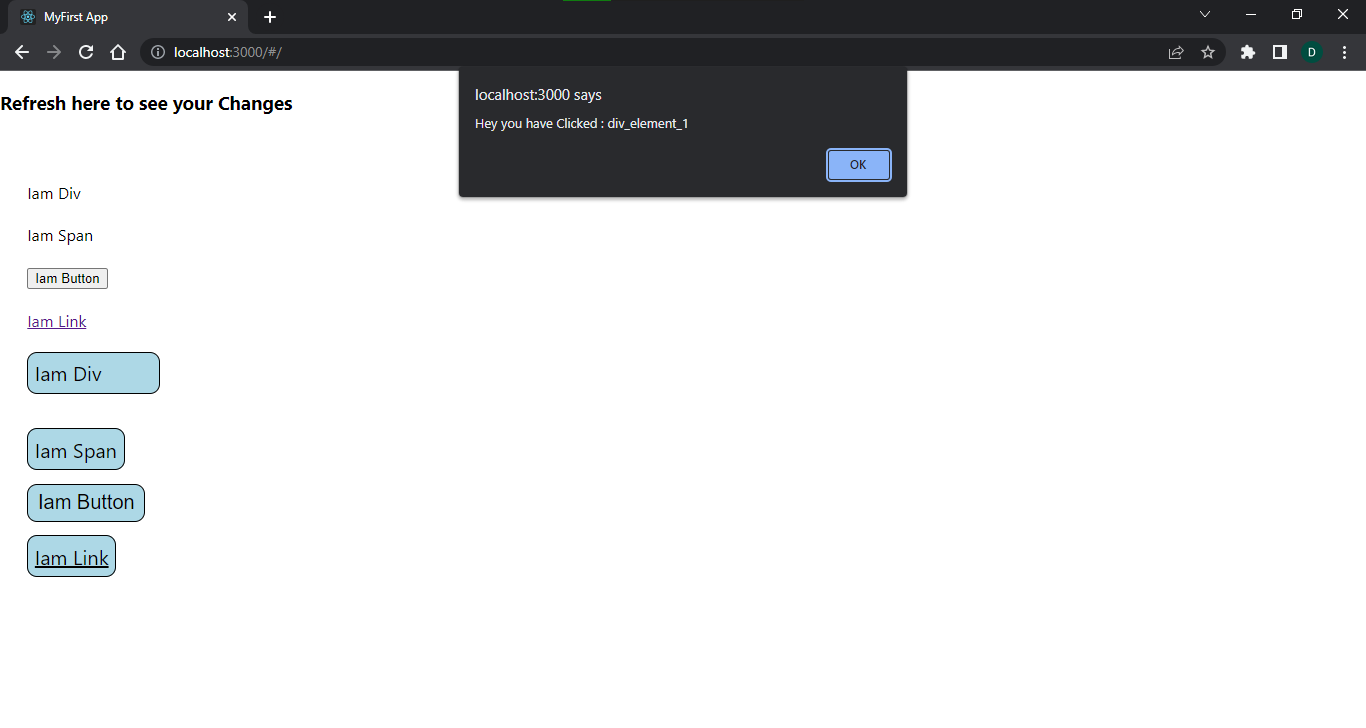 MyFirst App
localhost:3000/#/
D
Refresh here to see your Changes
localhost:3000 says
Hey you have Clicked : div_element_1
OK
Iam Div
Iam Span
Iam Button
Iam Link
Iam Div
Iam Span
Iam Button
Iam Link